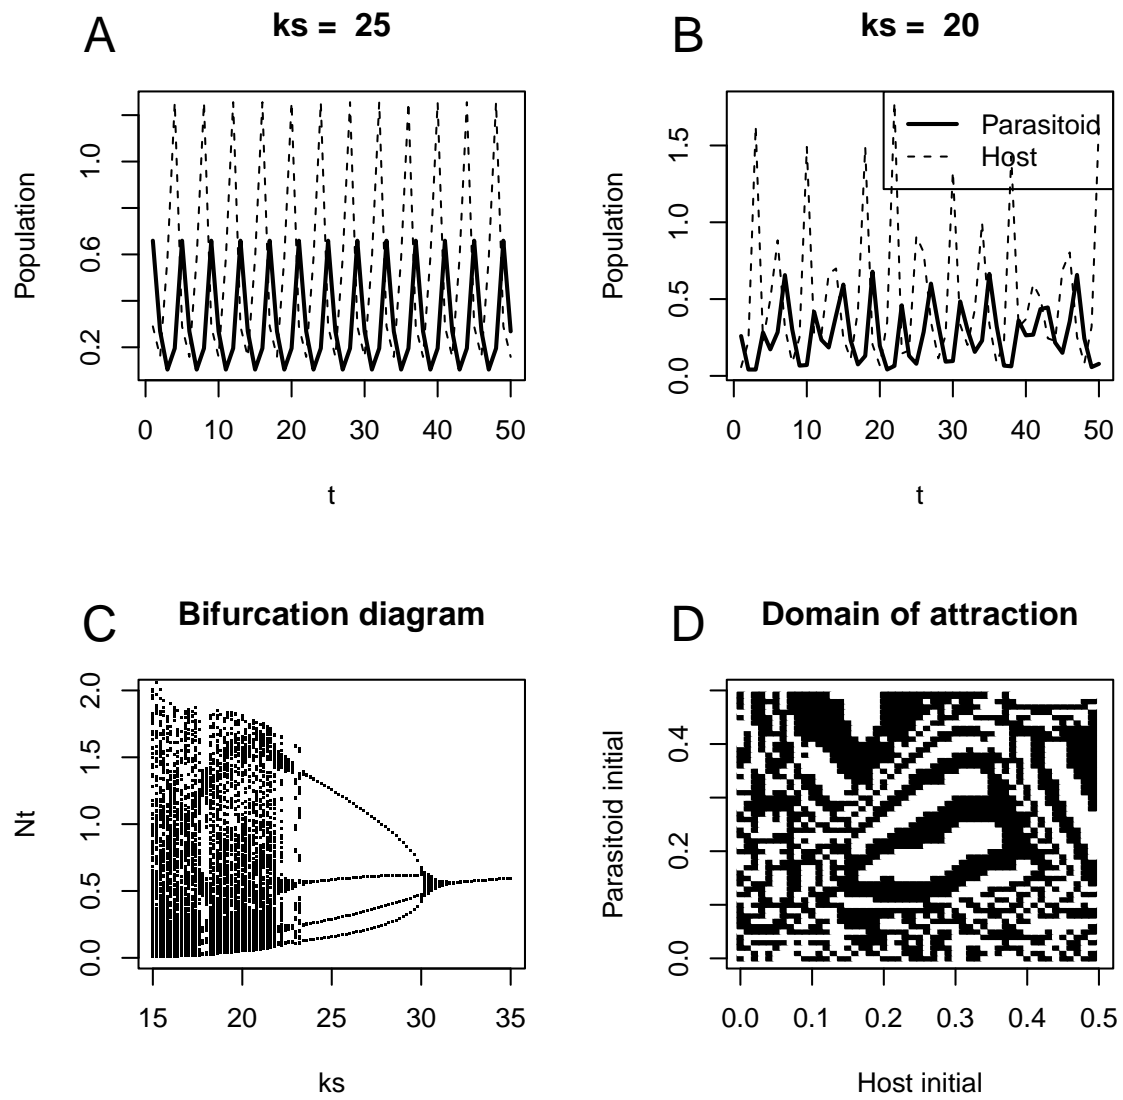 A
ks = 25
Population
0.2
0.6
1.0
0
10
20
30
40
50
t
B
ks = 20
Population
0.0
0.5
1.0
1.5
Parasitoid
Host
0
10
20
30
40
50
t
C
Bifurcation diagram
Nt
0.0
0.5
1.0
1.5
2.0
15
20
25
30
35
ks
D
Domain of attraction
Parasitoid initial
0.0
0.2
0.4
0.0
0.1
0.2
0.3
0.4
0.5
Host initial